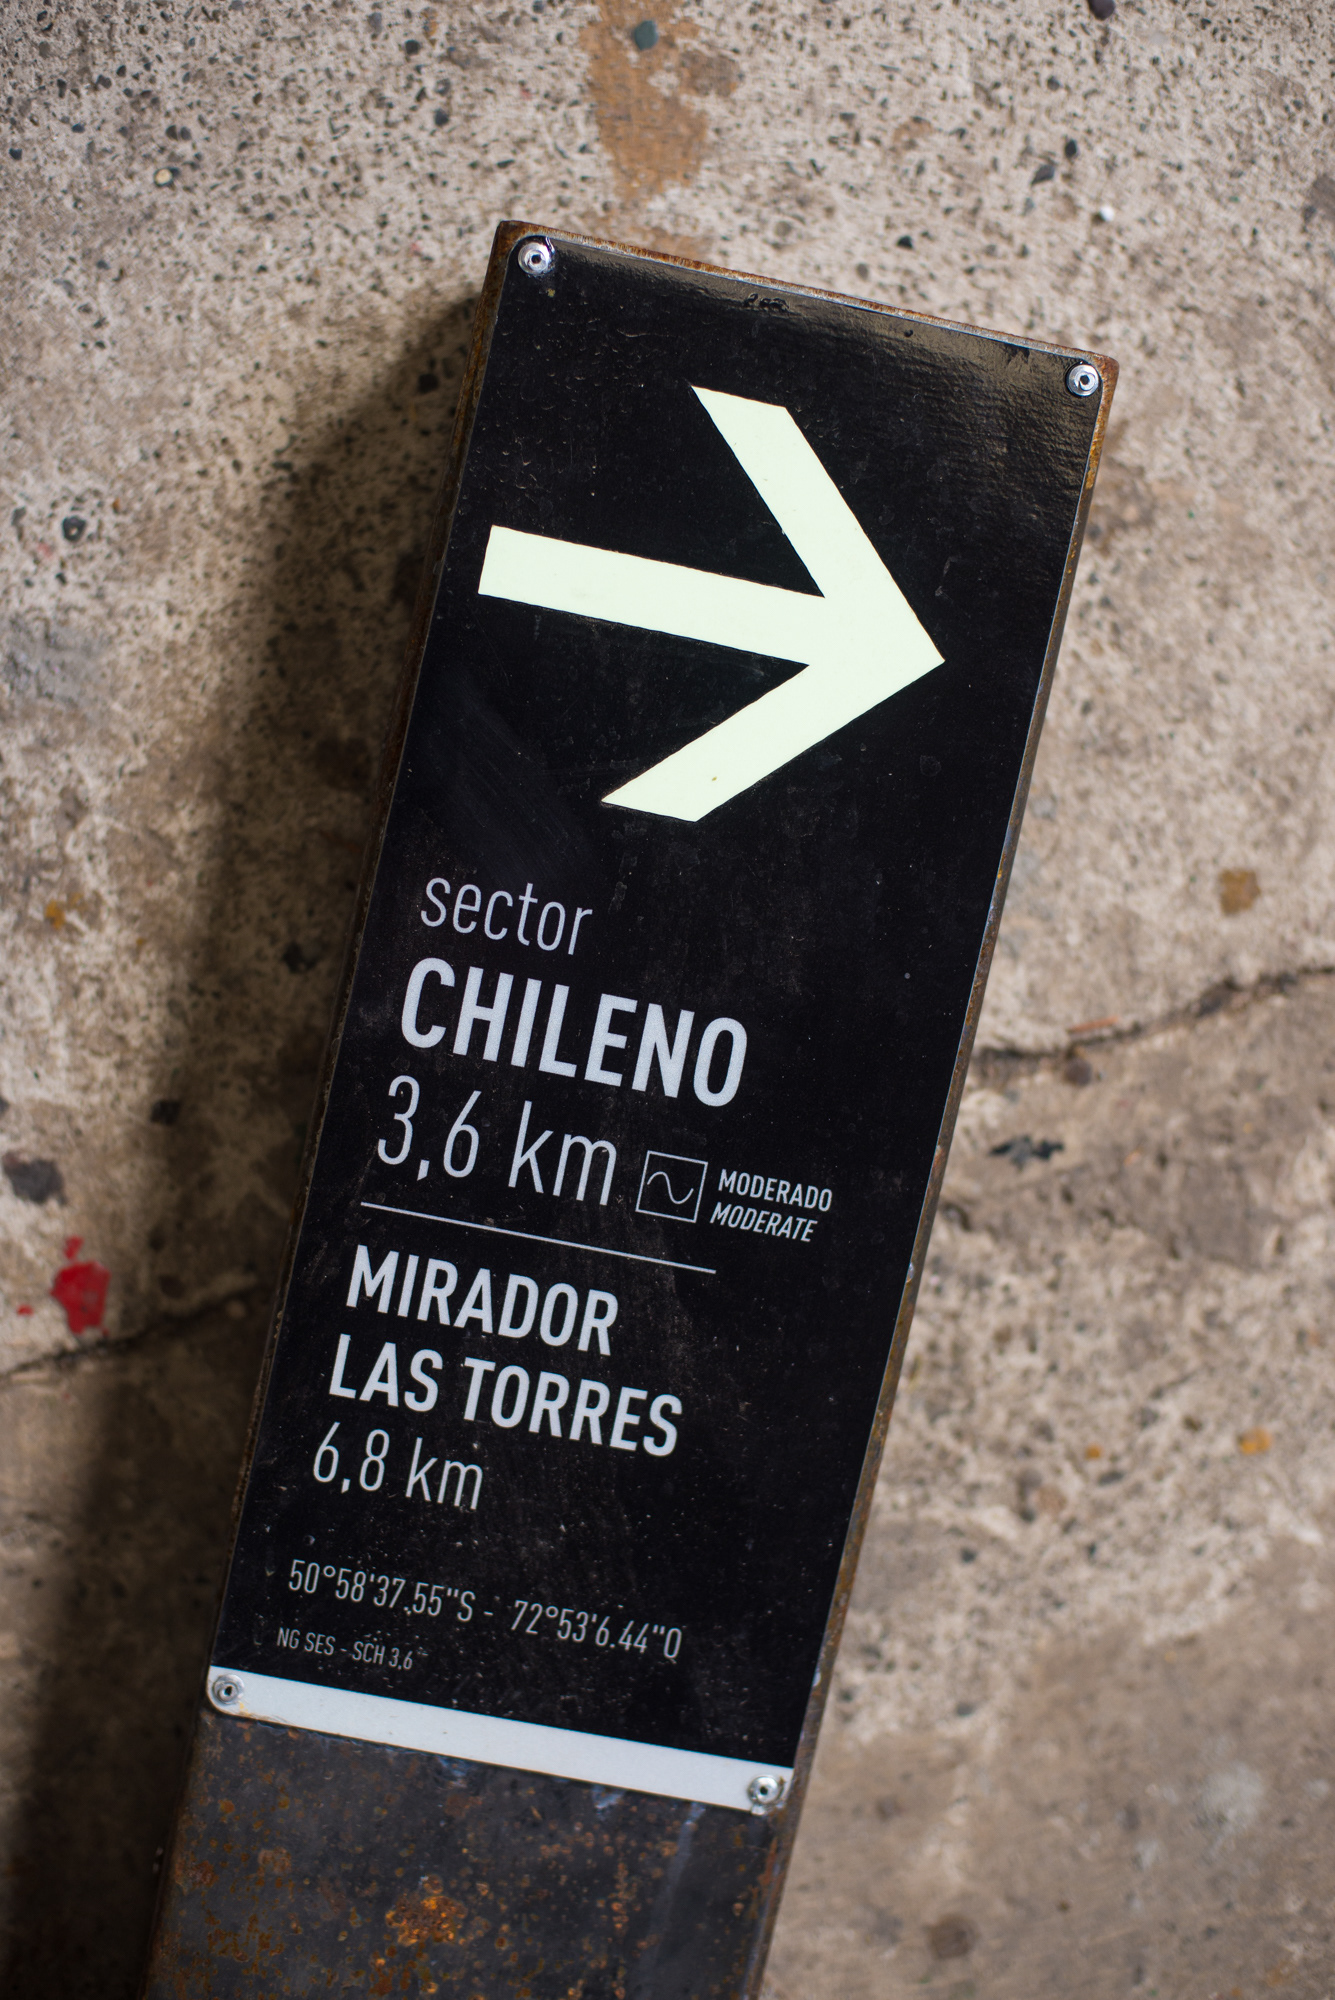 sector
CHILENO
3,6 km
MODERADO
MODERATE
MIRADOR
LAS TORRES
6,8 km
50°58'37.55"S - 72°53'6.44"O
NG SES - SCH 3,6